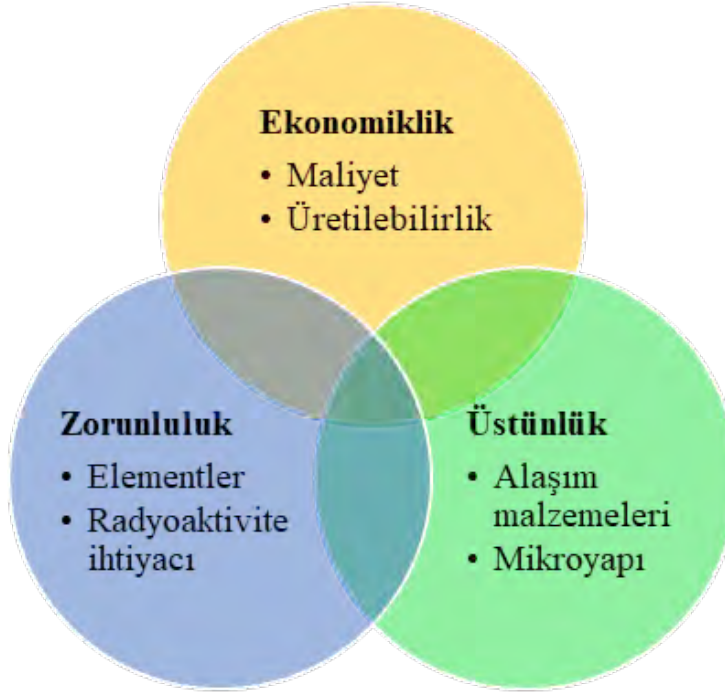 Ekonomiklik
• Maliyet
• Üretilebilirlik
Zorunluluk
• Elementler
• Radyoaktivite
ihtiyacı
Üstünlük
• Alaşım
malzemeleri
• Mikroyapı